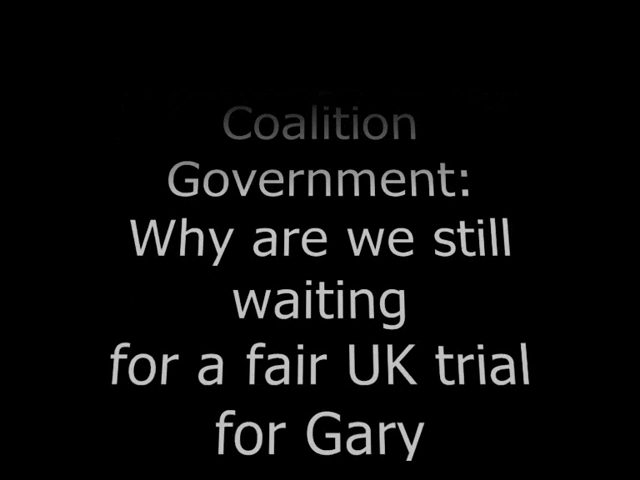 Coalition
Government:
Why are we still
waiting
for a fair UK trial
for Gary